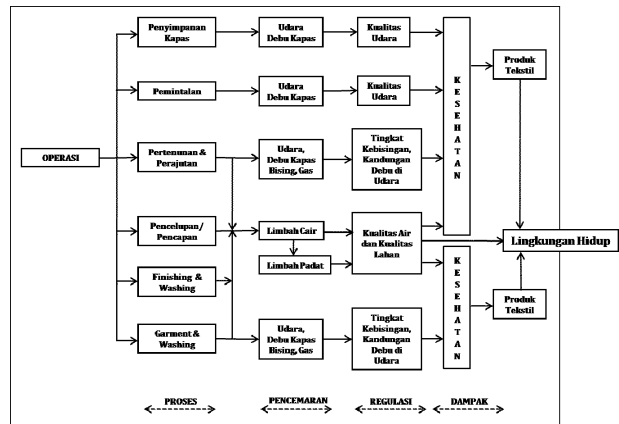 Penyimpanan
Kapas
Udara
Debu Kapas
Kualitas
Udara
Produk
Tekstil
Pemintalan
Udara
Debu Kapas
Kualitas
Udara
K
E
S
E
H
A
T
A
N
OPERASI
Pertenunan &
Perajutan
Udara,
Debu Kapas
Bising, Gas
Tingkat
Kebisingan,
Kandungan
Debu di
Udara
Pencelupan/
Pencapan
Limbah Cair
Limbah Padat
Kualitas Air
dan Kualitas
Lahan
Lingkungan Hidup
Finishing &
Washing
K
E
S
E
H
A
T
A
N
Produk
Tekstil
Garment &
Washing
Udara,
Debu Kapas
Bising, Gas
Tingkat
Kebisingan,
Kandungan
Debu di
Udara
PROSES PENCEMARAN REGULASI DAMPAK